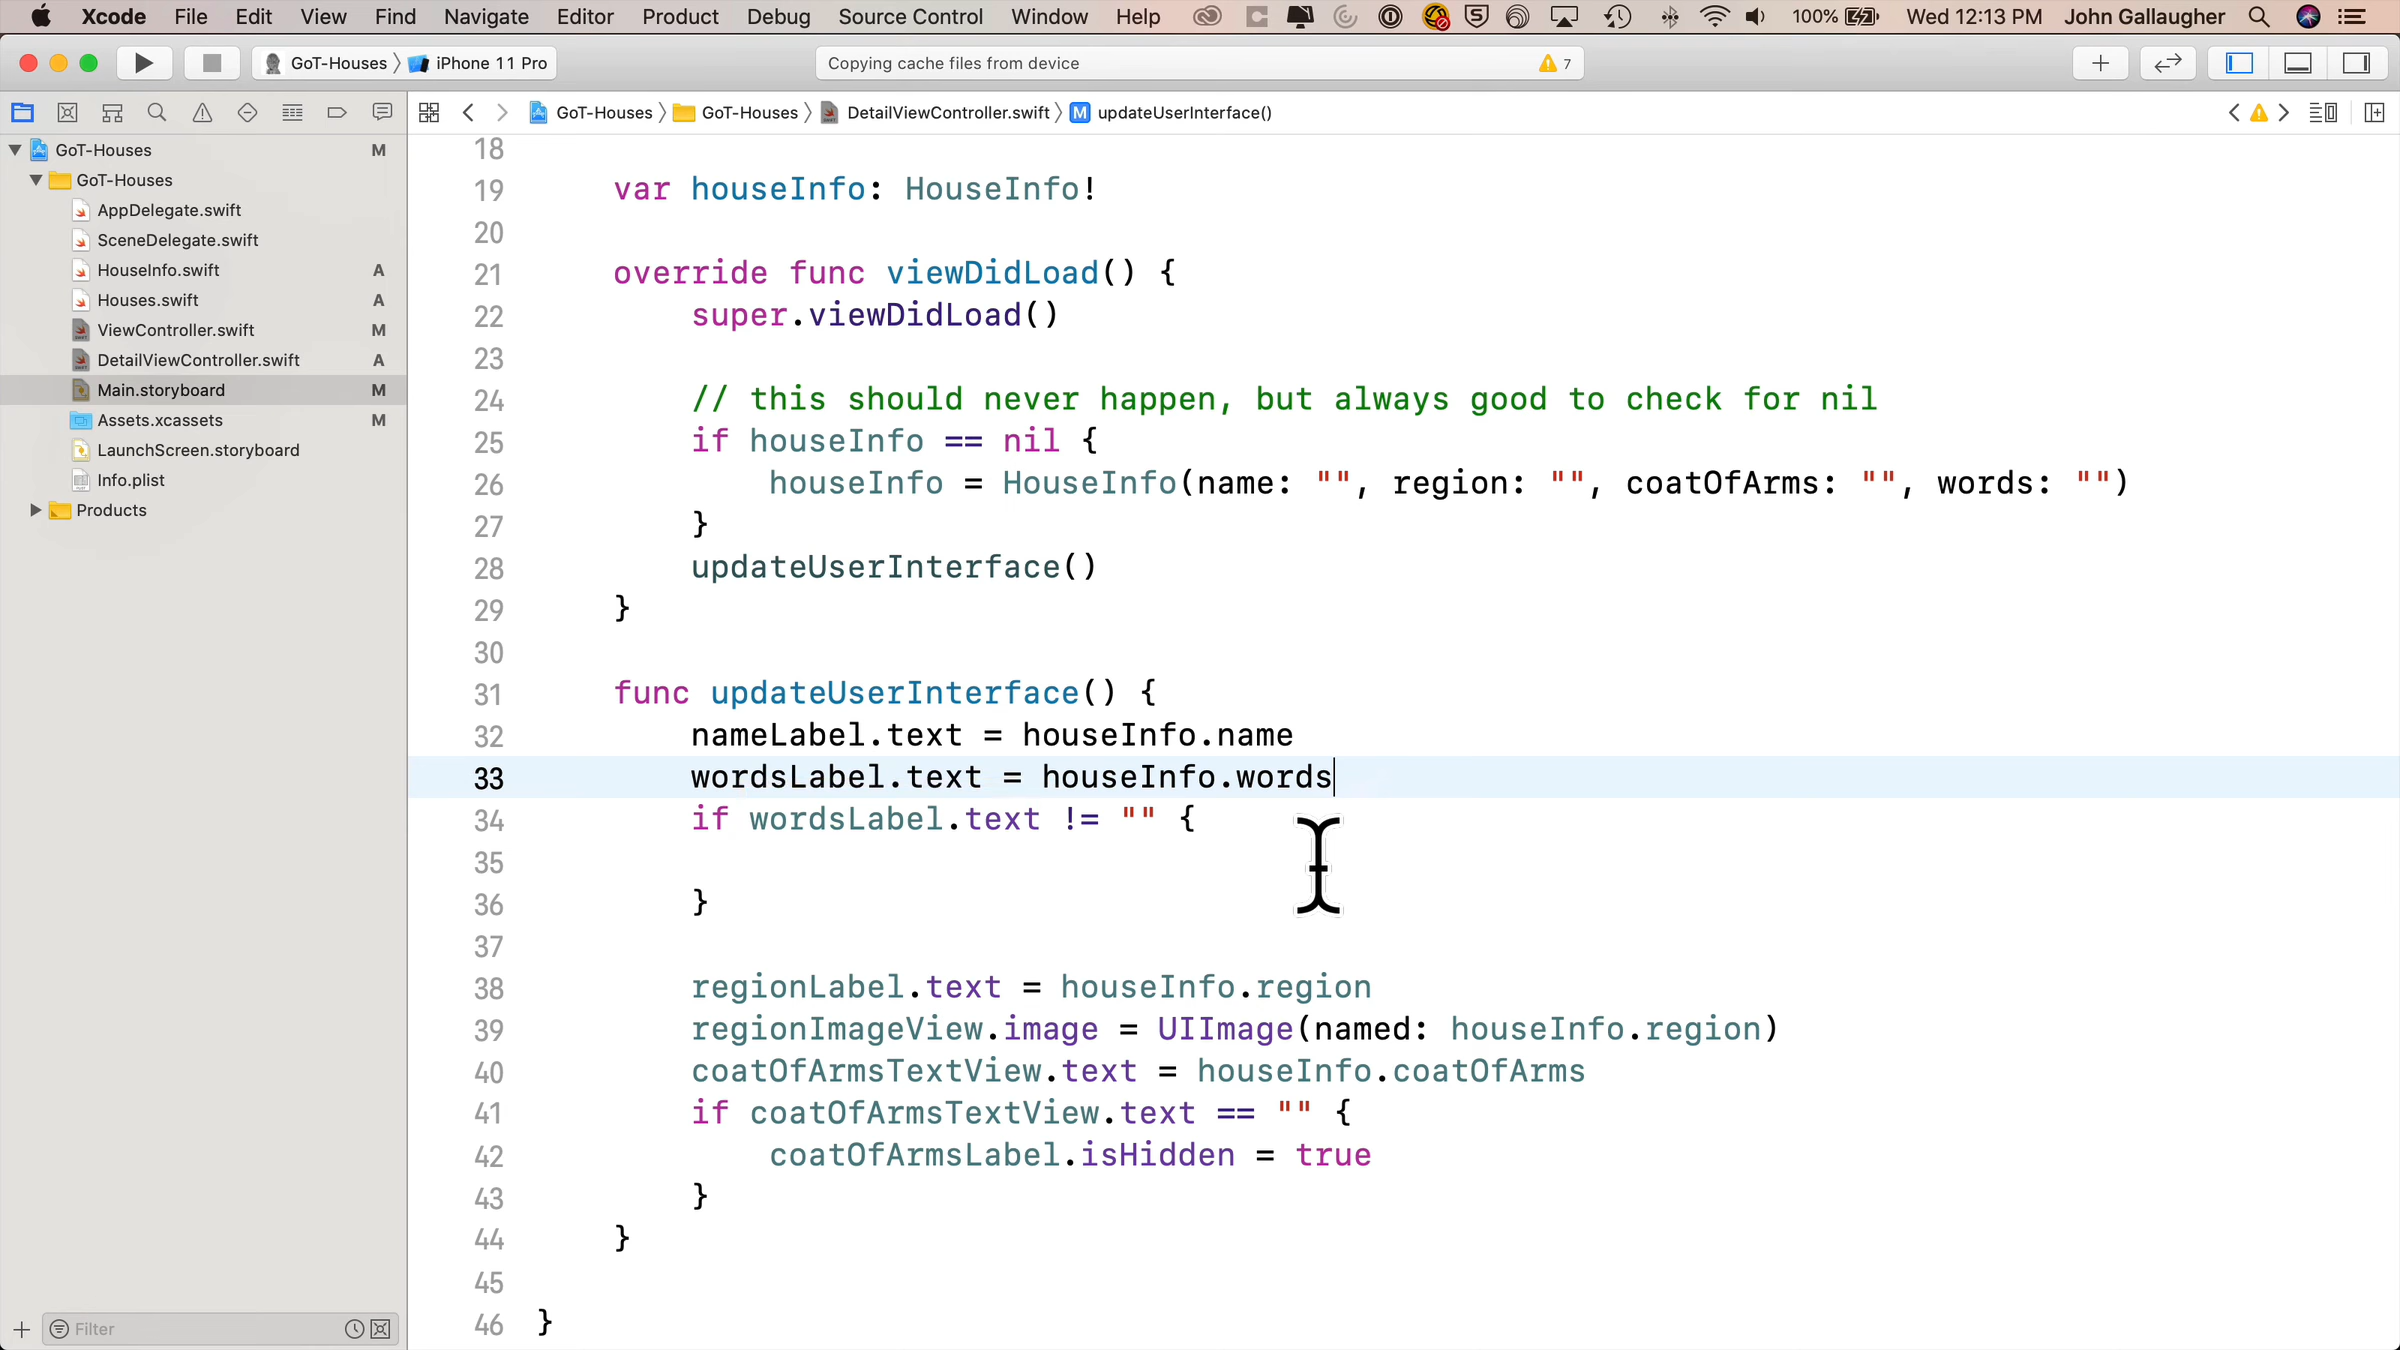 Xcode File Edit View Find Navigate Editor Product Debug Source Control Window Help 100% Wed 12:13 PM John Gallaugher
GoT-Houses iPhone 11 Pro Copying cache files from device 7
GoT-Houses GoT-Houses DetailViewController.swift M updateUserInterface()
GoT-Houses M
GoT-Houses
AppDelegate.swift
SceneDelegate.swift
HouseInfo.swift A
Houses.swift A
ViewController.swift M
DetailViewController.swift A
Main.storyboard M
Assets.xcassets M
LaunchScreen.storyboard
Info.plist
Products
Filter
18
19 var houseInfo: HouseInfo!
20
21 override func viewDidLoad() {
22 super.viewDidLoad()
23
24 // this should never happen, but always good to check for nil
25 if houseInfo == nil {
26 houseInfo = HouseInfo(name: "", region: "", coatOfArms: "", words: "")
27 }
28 updateUserInterface()
29 }
30
31 func updateUserInterface() {
32 nameLabel.text = houseInfo.name
33 wordsLabel.text = houseInfo.words
34 if wordsLabel.text != "" {
35
36 }
37
38 regionLabel.text = houseInfo.region
39 regionImageView.image = UIImage(named: houseInfo.region)
40 coatOfArmsTextView.text = houseInfo.coatOfArms
41 if coatOfArmsTextView.text == "" {
42 coatOfArmsLabel.isHidden = true
43 }
44 }
45
46 }